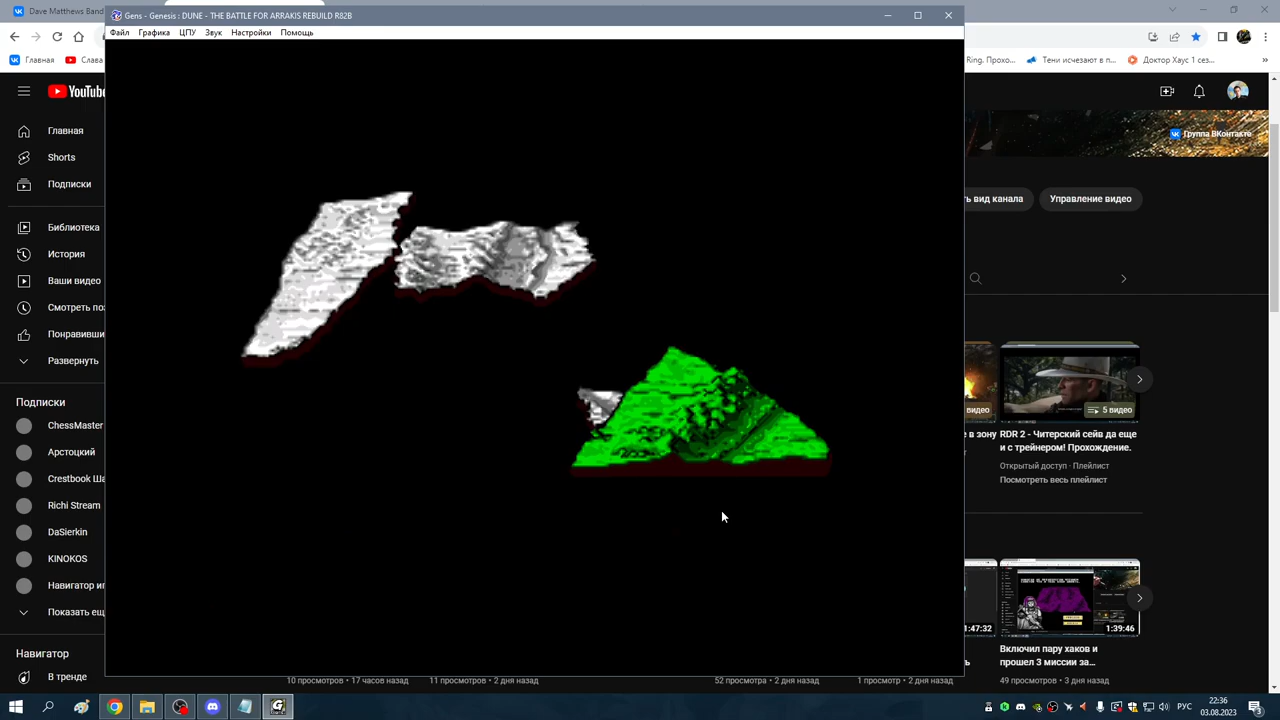 Dave Matthews Band
Gens - Genesis : DUNE - THE BATTLE FOR ARRAKIS REBUILD R82B
Файл Графика ЦПУ Звук Настройки Помощь
Главная Слава
Ring. Прохо... Тени исчезают в п... Доктор Хаус 1 сез...
YouTube
Главная
Shorts
Подписки
Библиотека
История
Ваши видео
Смотреть по
Понравивши
Развернуть
Подписки
ChessMaster
Арстоцкий
Crestbook Ша
Richi Stream
DaSierkin
KINOKOS
Навигатор иг
Показать ещ
Навигатор
В тренде
Группа ВКонтакте
ть вид канала Управление видео
видео
5 видео
е в зону
RDR 2 - Читерский сейв да еще
и с трейнером! Прохождение.
Открытый доступ · Плейлист
Посмотреть весь плейлист
1:47:32
1:39:46
Включил пару хаков и
прошел 3 миссии за...
49 просмотров • 3 дня назад
10 просмотров • 17 часов назад 11 просмотров • 2 дня назад 52 просмотра • 2 дня назад 1 просмотр • 2 дня назад
РУС
22:36
03.08.2023
3